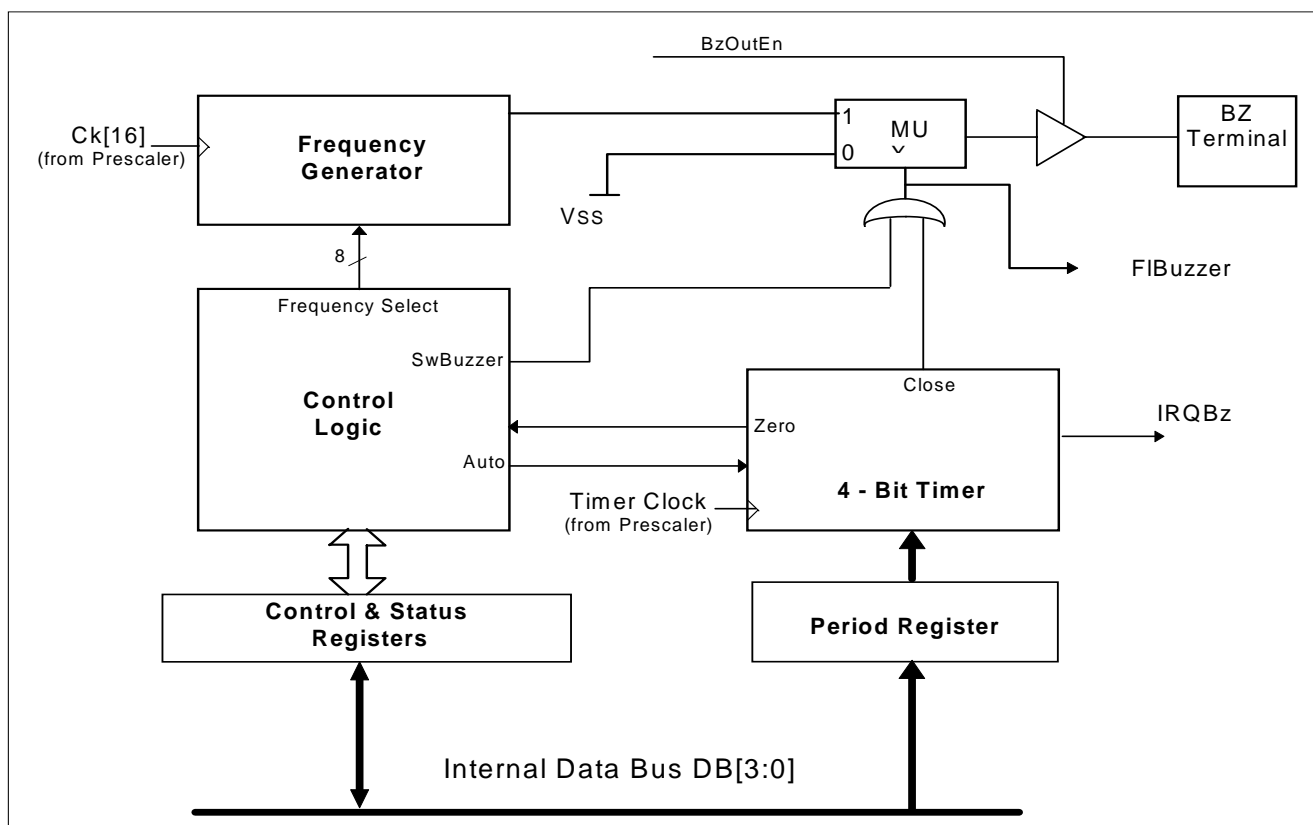 BzOutEn
Ck[16]
(from Prescaler)
Frequency
Generator
1
0
MU
BZ
Terminal
Vss
8
FlBuzzer
Frequency Select
SwBuzzer
Control
Logic
Auto
Close
Zero
4 - Bit Timer
IRQBz
Timer Clock
(from Prescaler)
Control & Status
Registers
Period Register
Internal Data Bus DB[3:0]